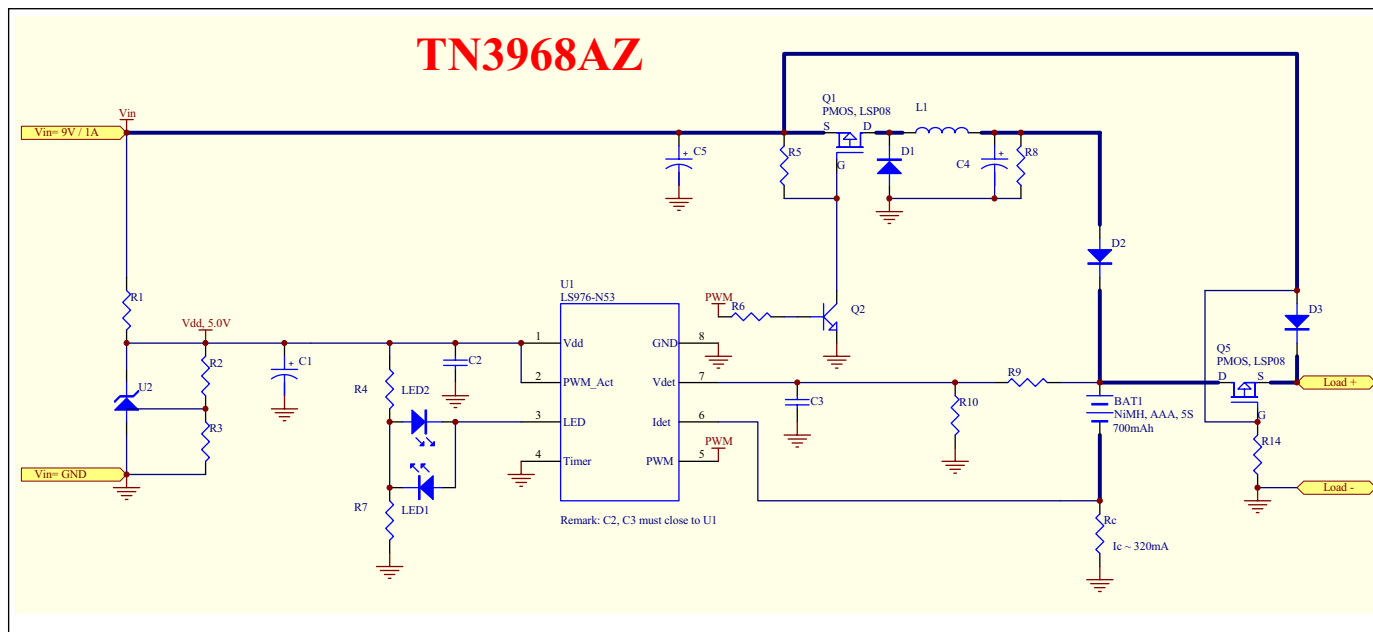 TN3968AZ
Vin
Vin= 9V / 1A
Q1
PMOS, LSP08
L1
S
D
G
R5
C5
D1
C4
R8
D2
R1
U1
LS976-N53
PWM
R6
Q2
D3
Vdd, 5.0V
1
Vdd
GND
8
R2
C1
C2
Q5
PMOS, LSP08
U2
R4
LED2
2
PWM_Act
Vdet
7
R9
D
S
Load +
C3
R10
BAT1
NiMH, AAA, 5S
700mAh
G
R3
3
LED
Idet
6
PWM
R14
Vin= GND
4
Timer
PWM
5
Load -
R7
LED1
Remark: C2, C3 must close to U1
Rc
Ic ~ 320mA